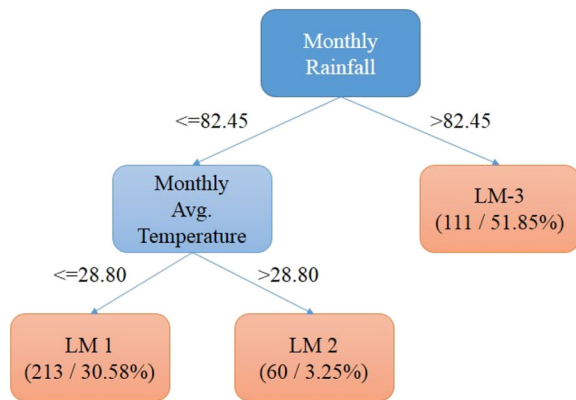 Monthly
Rainfall
<=82.45
>82.45
Monthly
Avg.
Temperature
LM-3
(111 / 51.85%)
<=28.80
>28.80
LM 1
(213 / 30.58%)
LM 2
(60 / 3.25%)